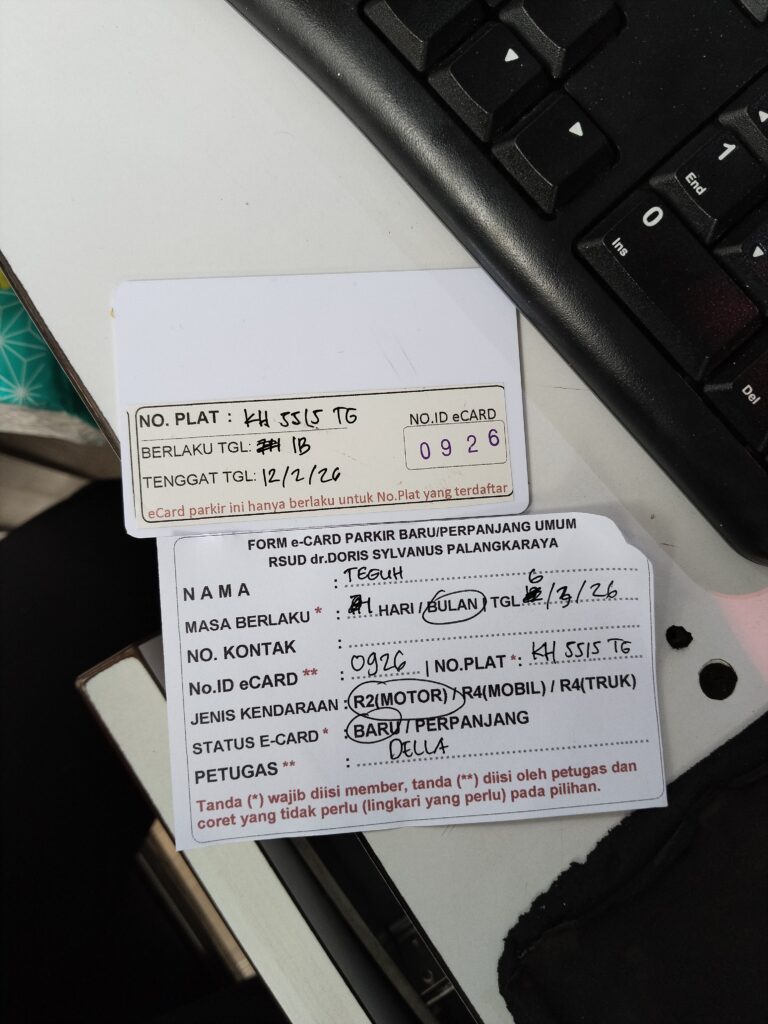 1
End
0
Ins
Del
NO. PLAT : KH 5515 TG
NO.ID eCARD
BERLAKU TGL: 1B
0926
TENGGAT TGL: 12/2/26
eCard parkir ini hanya berlaku untuk No.Plat yang terdaftar
FORM e-CARD PARKIR BARU/PERPANJANG UMUM
RSUD dr.DORIS SYLVANUS PALANGKARAYA
NAMA : TEGUH
MASA BERLAKU * : HARI / BULAN | TGL 6/3/26
NO. KONTAK :
No.ID eCARD ** : 0926 | NO.PLAT * : KH 5515 TG
JENIS KENDARAAN : R2(MOTOR) / R4(MOBIL) / R4(TRUK)
STATUS E-CARD * : BARU / PERPANJANG
PETUGAS ** : DELLA
Tanda (*) wajib diisi member, tanda (**) diisi oleh petugas dan
coret yang tidak perlu (lingkari yang perlu) pada pilihan.